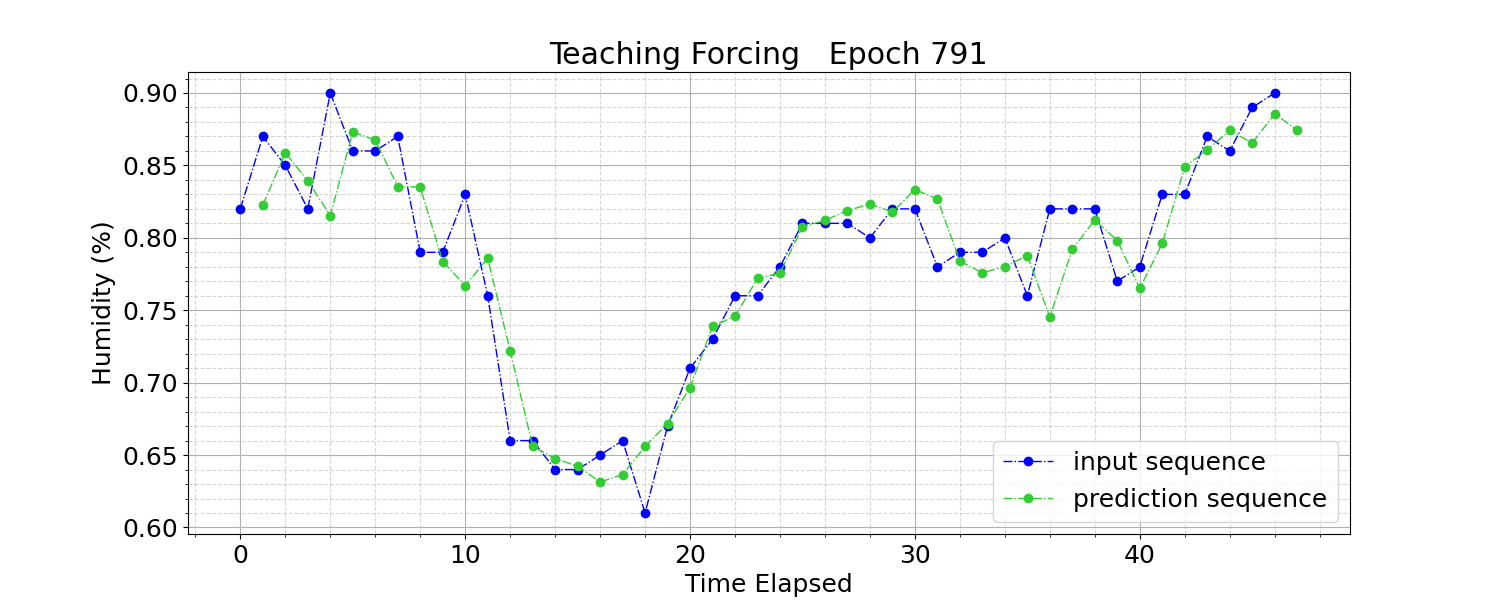 Teaching Forcing   Epoch 791
Humidity (%)
0.90
0.85
0.80
0.75
0.70
0.65
0.60
input sequence
prediction sequence
0 10 20 30 40
Time Elapsed